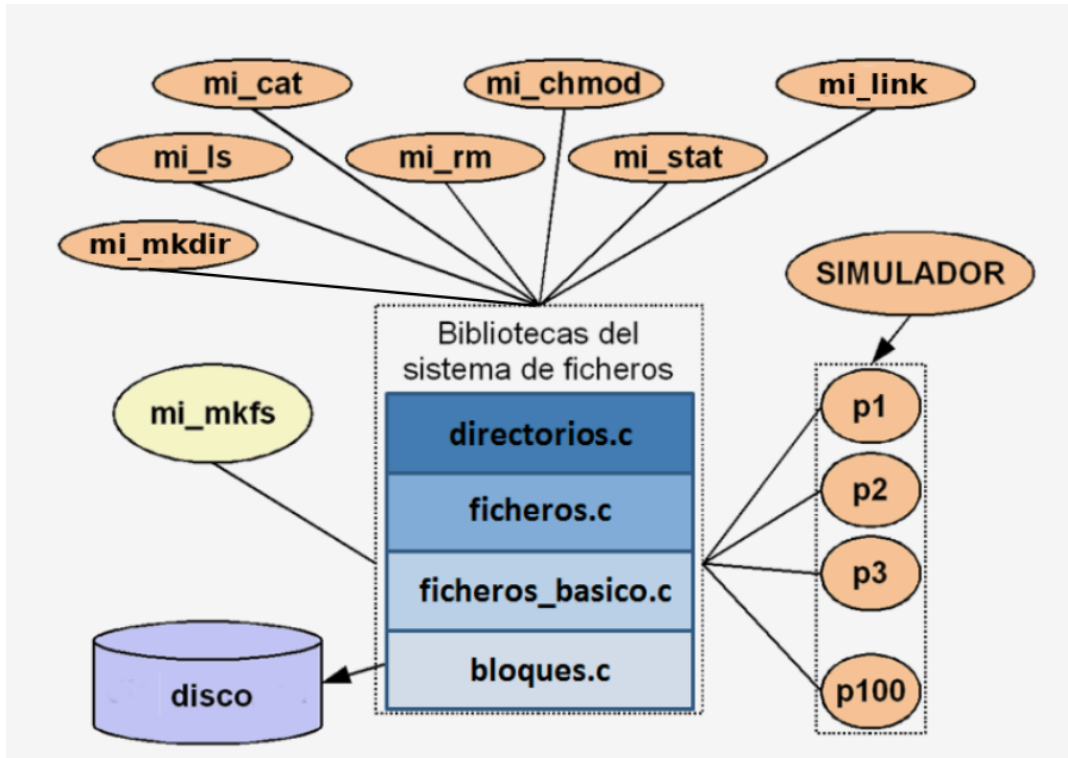 mi_cat
mi_chmod
mi_link
mi_ls
mi_rm
mi_stat
mi_mkdir
SIMULADOR
Bibliotecas del
sistema de ficheros
mi_mkfs
directorios.c
ficheros.c
ficheros_basico.c
bloques.c
disco
p1
p2
p3
p100